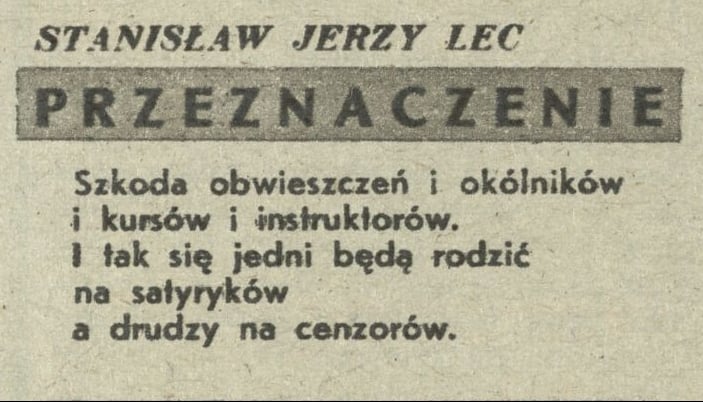 STANISŁAW JERZY LEC
PRZEZNACZENIE
Szkoda obwieszczeń i okólników
i kursów i instruktorów.
I tak się jedni będą rodzić
na satyryków
a drudzy na cenzorów.